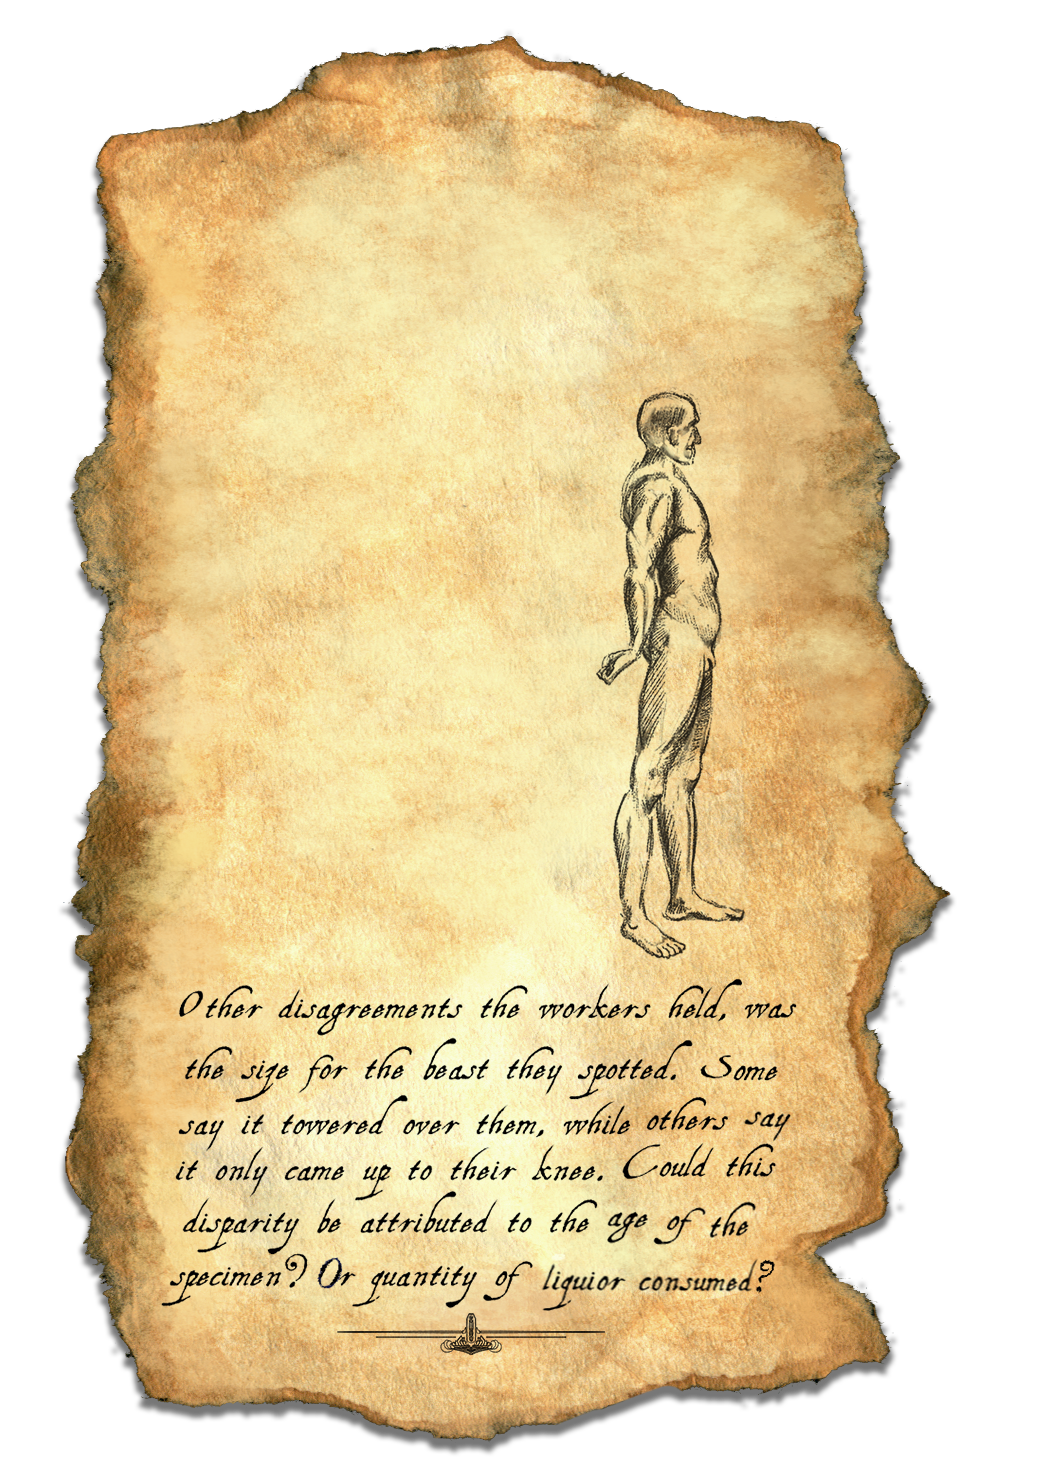 Other disagreements the workers held, was
the size for the beast they spotted. Some
say it towered over them, while others say
it only came up to their knee. Could this
disparity be attributed to the age of the
specimen? Or quantity of liquior consumed?